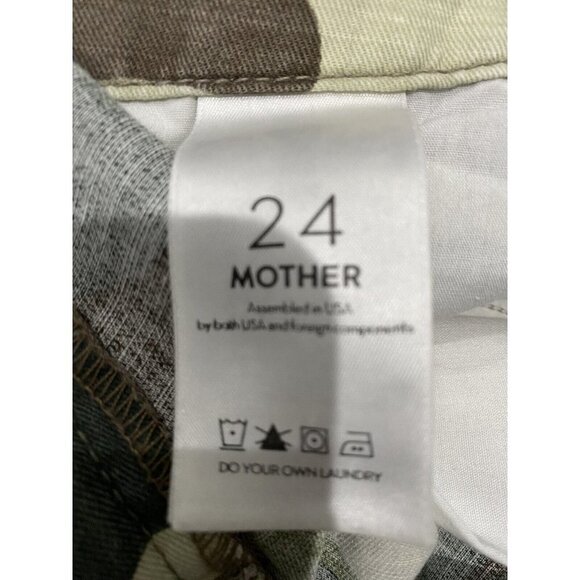 24
MOTHER
Assembled in USA
by both USA and foreign components
DO YOUR OWN LAUNDRY